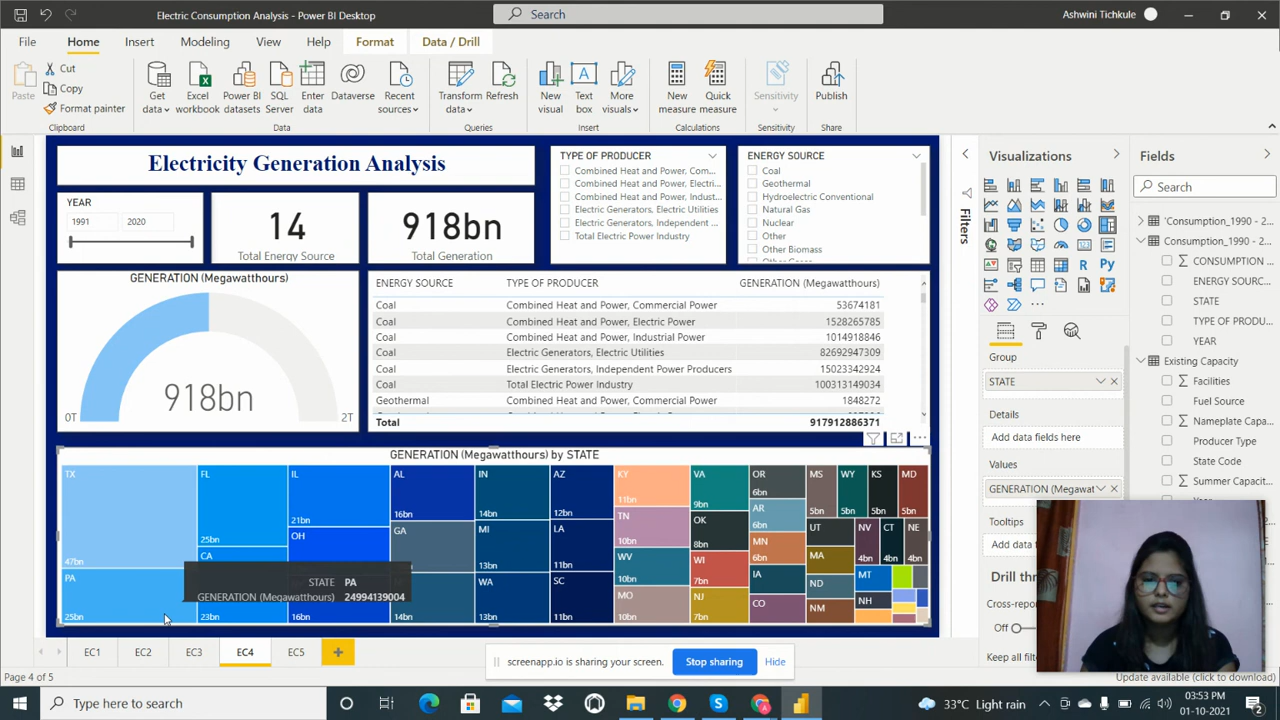 Electric Consumption Analysis - Power BI Desktop
Search
Ashwini Tichkule
File
Home
Insert
Modeling
View
Help
Format
Data / Drill
Paste
Cut
Copy
Format painter
Get data
Excel workbook
Power BI datasets
SQL Server
Enter data
Dataverse
Recent sources
Transform data
Refresh
New visual
Text box
More visuals
New measure
Quick measure
Sensitivity
Publish
Clipboard
Data
Queries
Insert
Calculations
Sensitivity
Share
Electricity Generation Analysis
YEAR
1991
2020
14
Total Energy Source
918bn
Total Generation
TYPE OF PRODUCER
Combined Heat and Power, Com...
Combined Heat and Power, Electri...
Combined Heat and Power, Indust...
Electric Generators, Electric Utilities
Electric Generators, Independent ...
Total Electric Power Industry
ENERGY SOURCE
Coal
Geothermal
Hydroelectric Conventional
Natural Gas
Nuclear
Other
Other Biomass
GENERATION (Megawatthours)
918bn
0T
2T
ENERGY SOURCE TYPE OF PRODUCER GENERATION (Megawatthours)
Coal Combined Heat and Power, Commercial Power 53674181
Coal Combined Heat and Power, Electric Power 1528265785
Coal Combined Heat and Power, Industrial Power 1014918846
Coal Electric Generators, Electric Utilities 82692947309
Coal Electric Generators, Independent Power Producers 15023342924
Coal Total Electric Power Industry 100313149034
Geothermal Combined Heat and Power, Commercial Power 1848272
Total 917912886371
GENERATION (Megawatthours) by STATE
TX
47bn
PA
25bn
FL
25bn
CA
23bn
IL
21bn
OH
16bn
AL
16bn
GA
14bn
IN
14bn
MI
13bn
WA
13bn
AZ
12bn
LA
11bn
SC
11bn
KY
11bn
TN
10bn
WV
10bn
MO
10bn
VA
9bn
OK
8bn
WI
7bn
NJ
7bn
OR
6bn
AR
6bn
MN
6bn
IA
CO
MS
5bn
WY
5bn
KS
5bn
MD
5bn
UT
MA
ND
NM
NV
4bn
CT
4bn
NE
4bn
MT
NH
STATE PA
GENERATION (Megawatthours) 24994139004
EC1
EC2
EC3
EC4
EC5
+
Page 4 of 5
screenapp.io is sharing your screen.
Stop sharing
Hide
Filters
Visualizations
R
Py
Group
STATE
Details
Add data fields here
Values
GENERATION (Megawat
Tooltips
Drill thr
Cross-repor
Off
Keep all filte
Fields
Search
'Consumption_1990 - 2...
Consumption_1990 - 2...
CONSUMPTION ...
ENERGY SOURC...
STATE
TYPE OF PRODU...
YEAR
Existing Capacity
Facilities
Fuel Source
Nameplate Capa...
Producer Type
State Code
Summer Capacit...
Update available (click to download)
Type here to search
33°C Light rain
03:53 PM
01-10-2021